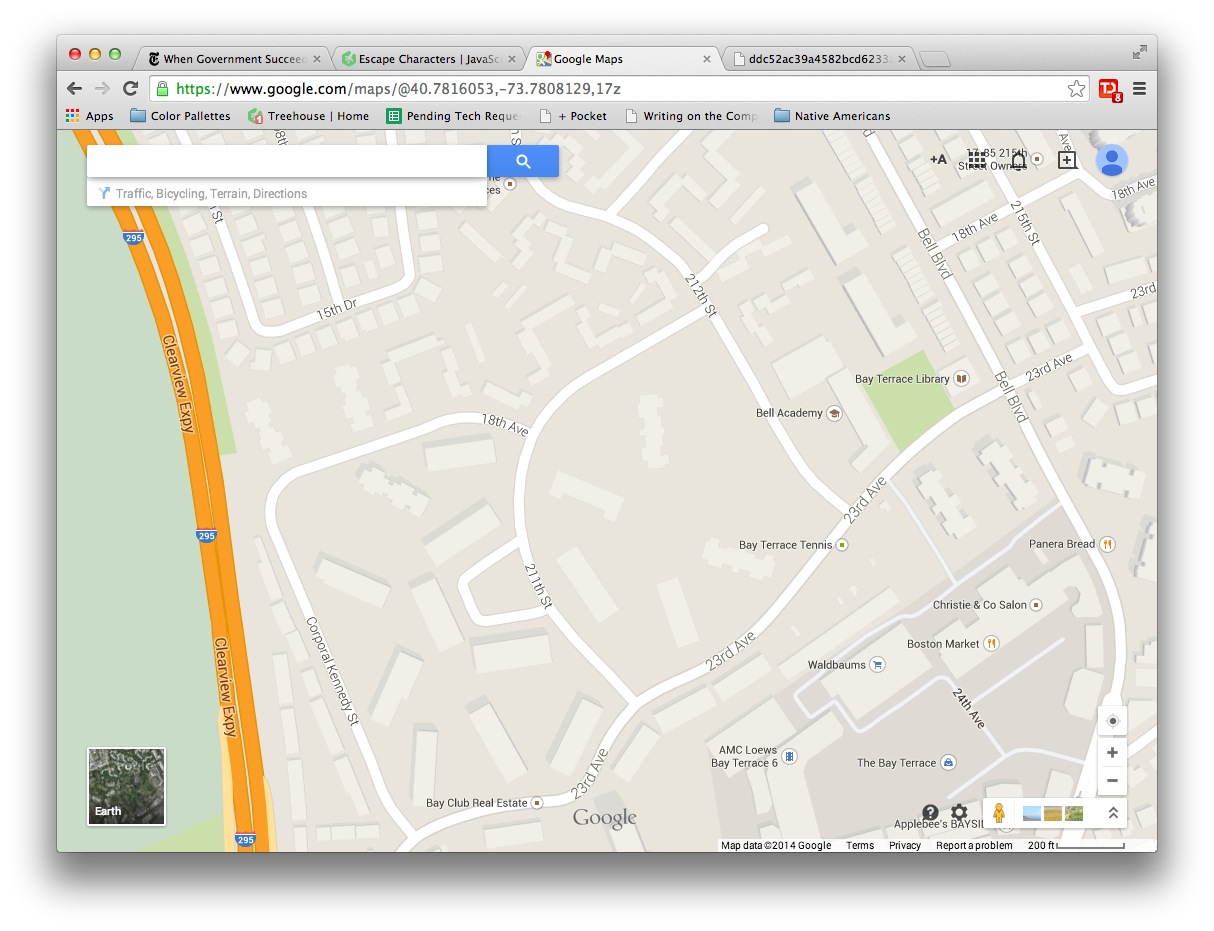 When Government Succeed
Escape Characters | JavaSc
Google Maps
ddc52ac39a4582bcd6233
https://www.google.com/maps/@40.7816053,-73.7808129,17z
8
Apps
Color Pallettes
Treehouse | Home
Pending Tech Reque
+ Pocket
Writing on the Comp
Native Americans
+A
17-85 215th
Street Owners
Traffic, Bicycling, Terrain, Directions
18th Ave
18th Ave
215th St
Bell Blvd
295
212th St
23rd
15th Dr
Clearview Expy
23rd Ave
Bay Terrace Library
Bell Blvd
Bell Academy
18th Ave
23rd Ave
295
Bay Terrace Tennis
Panera Bread
211th St
Christie & Co Salon
Corporal Kennedy St
23rd Ave
Boston Market
Waldbaums
Clearview Expy
24th Ave
AMC Loews
Bay Terrace 6
The Bay Terrace
23rd Ave
Earth
Bay Club Real Estate
Google
Applebee's BAYSI
295
Map data ©2014 Google
Terms
Privacy
Report a problem
200 ft